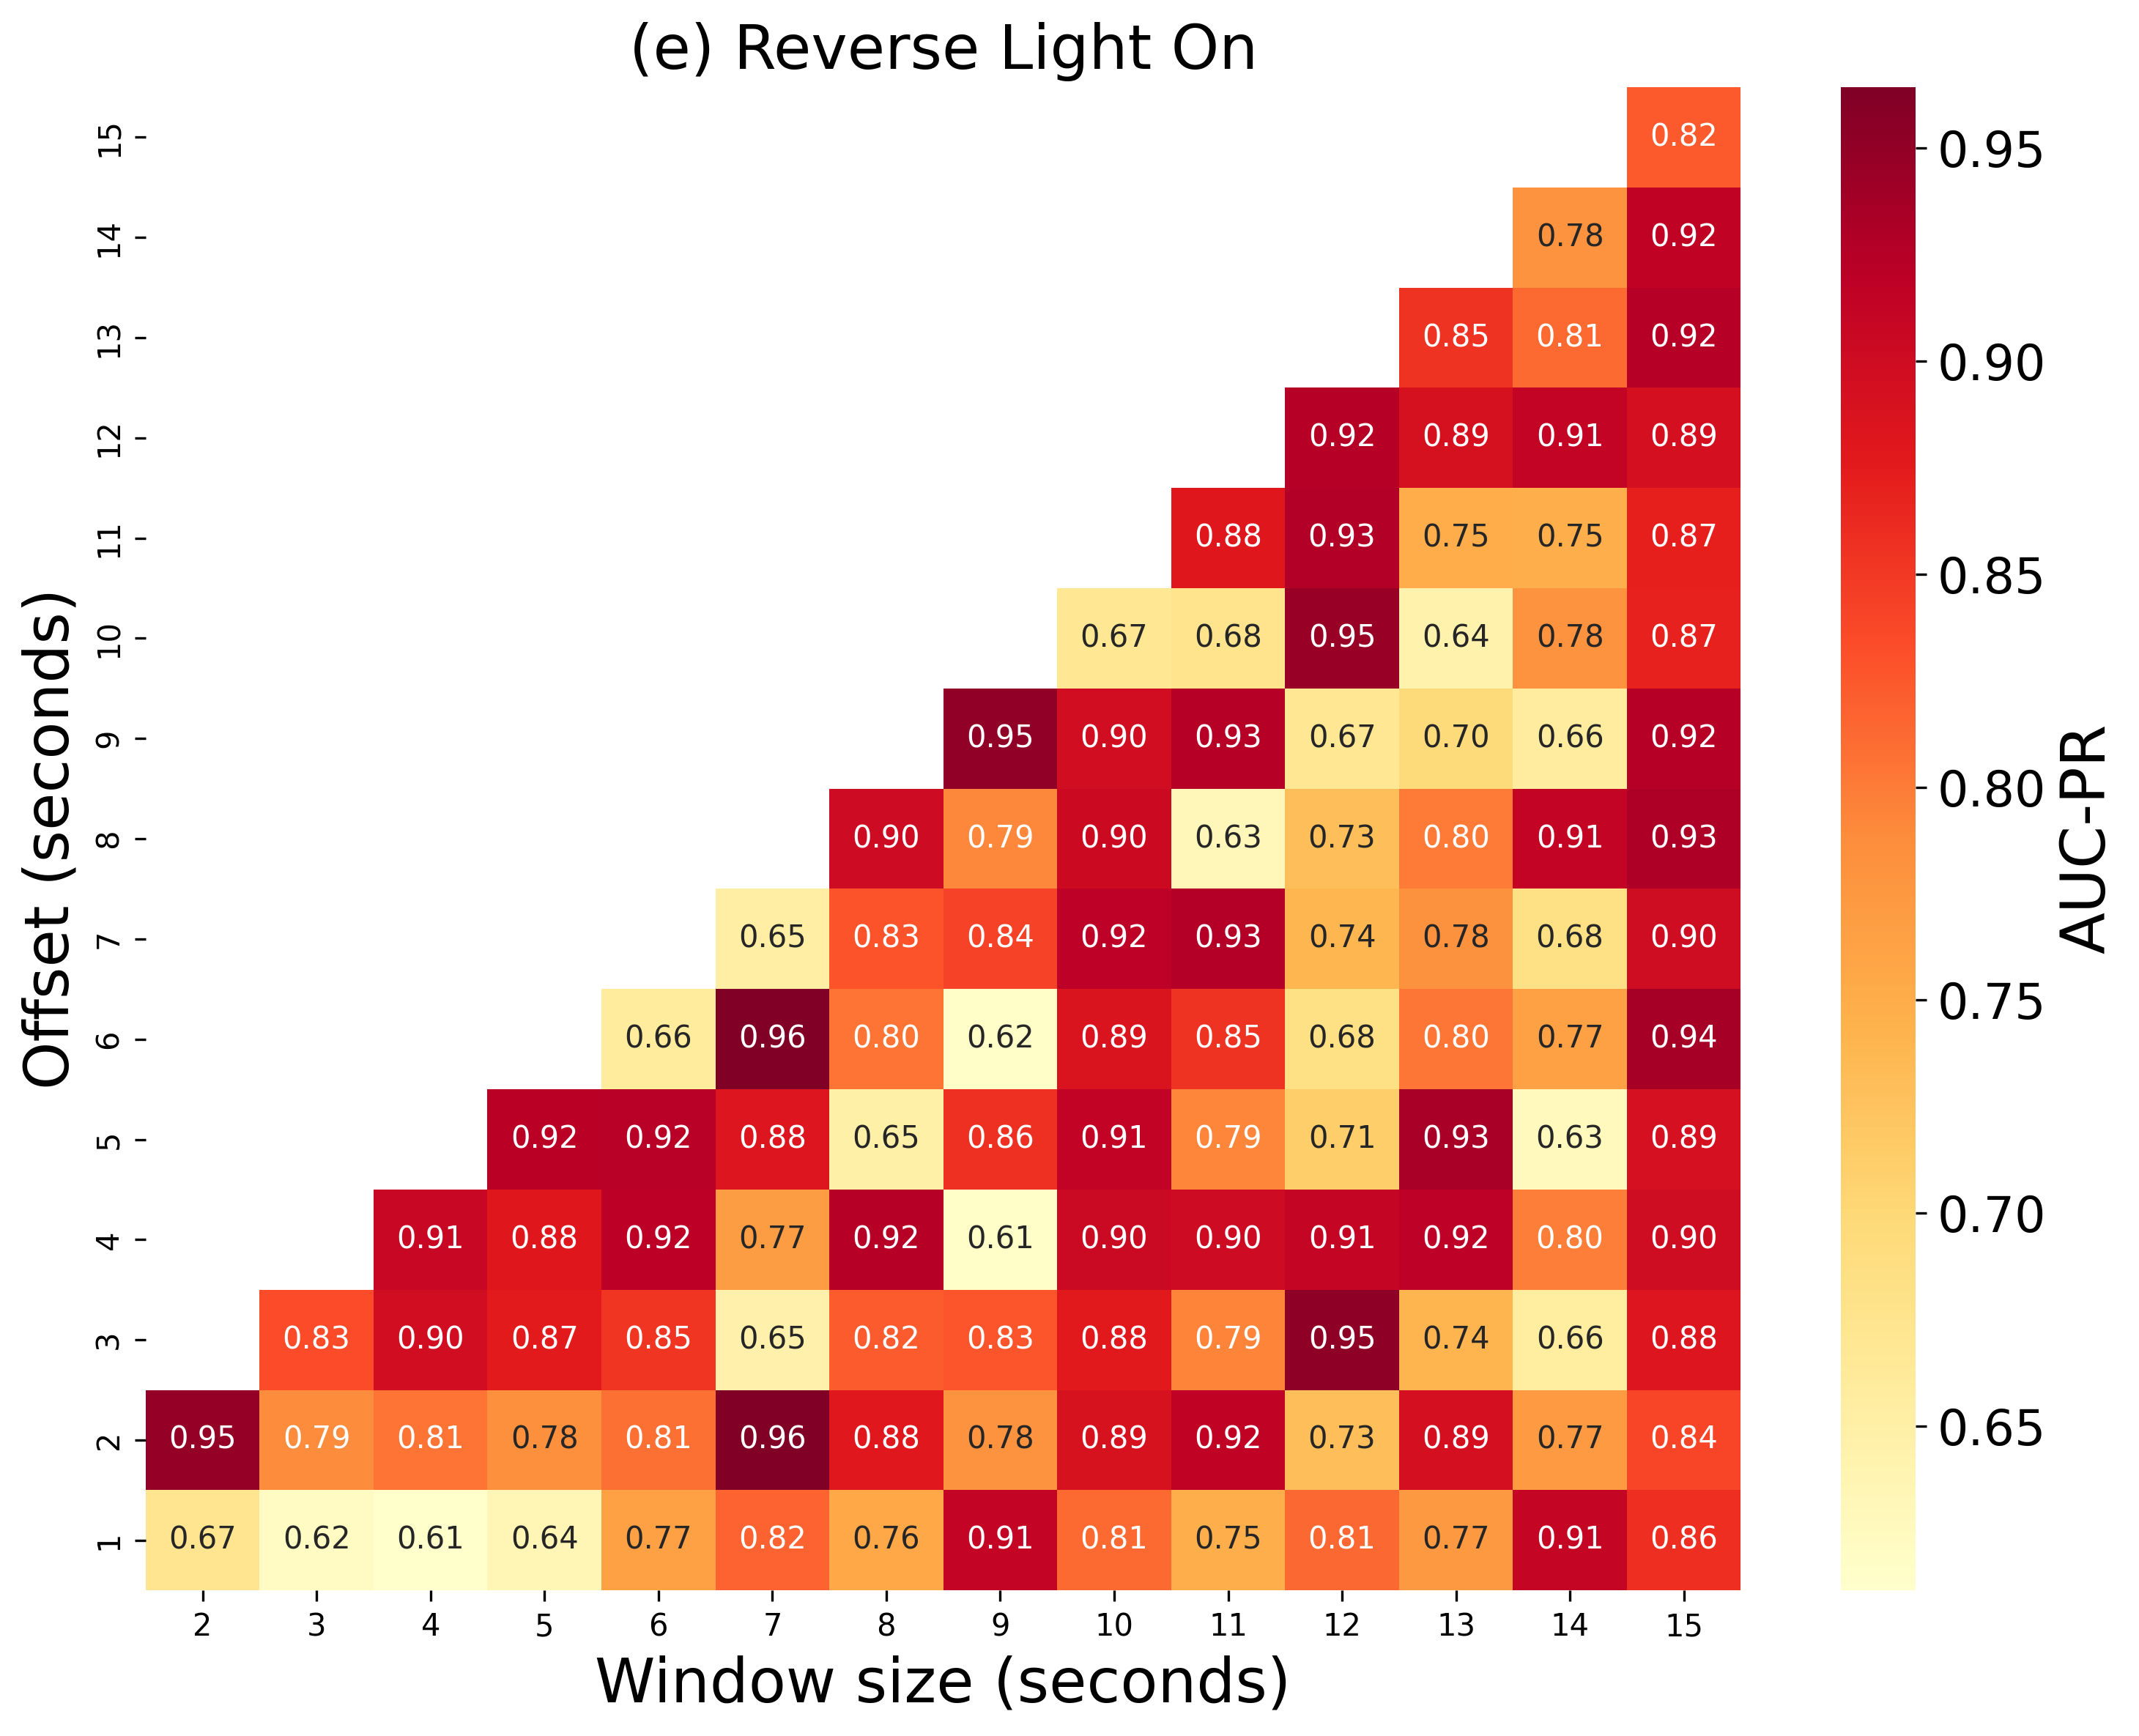 (e) Reverse Light On
15 0.82
14 0.78 0.92
13 0.85 0.81 0.92
12 0.92 0.89 0.91 0.89
11 0.88 0.93 0.75 0.75 0.87
10 0.67 0.68 0.95 0.64 0.78 0.87
9 0.95 0.90 0.93 0.67 0.70 0.66 0.92
8 0.90 0.79 0.90 0.63 0.73 0.80 0.91 0.93
7 0.65 0.83 0.84 0.92 0.93 0.74 0.78 0.68 0.90
6 0.66 0.96 0.80 0.62 0.89 0.85 0.68 0.80 0.77 0.94
5 0.92 0.92 0.88 0.65 0.86 0.91 0.79 0.71 0.93 0.63 0.89
4 0.91 0.88 0.92 0.77 0.92 0.61 0.90 0.90 0.91 0.92 0.80 0.90
3 0.83 0.90 0.87 0.85 0.65 0.82 0.83 0.88 0.79 0.95 0.74 0.66 0.88
2 0.95 0.79 0.81 0.78 0.81 0.96 0.88 0.78 0.89 0.92 0.73 0.89 0.77 0.84
1 0.67 0.62 0.61 0.64 0.77 0.82 0.76 0.91 0.81 0.75 0.81 0.77 0.91 0.86
2 3 4 5 6 7 8 9 10 11 12 13 14 15
Window size (seconds)
Offset (seconds)
0.95
0.90
0.85
0.80
0.75
0.70
0.65
AUC-PR